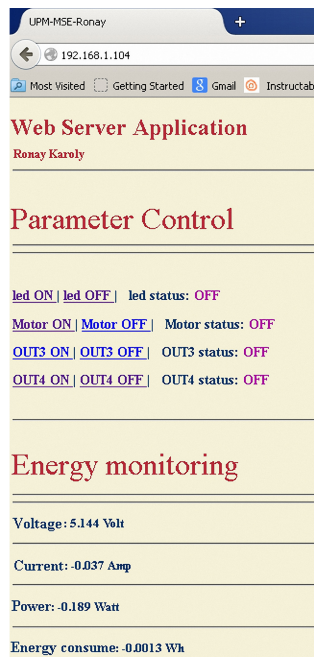 UPM-MSE-Ronay
192.168.1.104
Most Visited Getting Started Gmail Instructab
Web Server Application
Ronay Karoly
Parameter Control
led ON | led OFF | led status: OFF
Motor ON | Motor OFF | Motor status: OFF
OUT3 ON | OUT3 OFF | OUT3 status: OFF
OUT4 ON | OUT4 OFF | OUT4 status: OFF
Energy monitoring
Voltage: 5.144 Volt
Current: -0.037 Amp
Power: -0.189 Watt
Energy consume: -0.0013 Wh